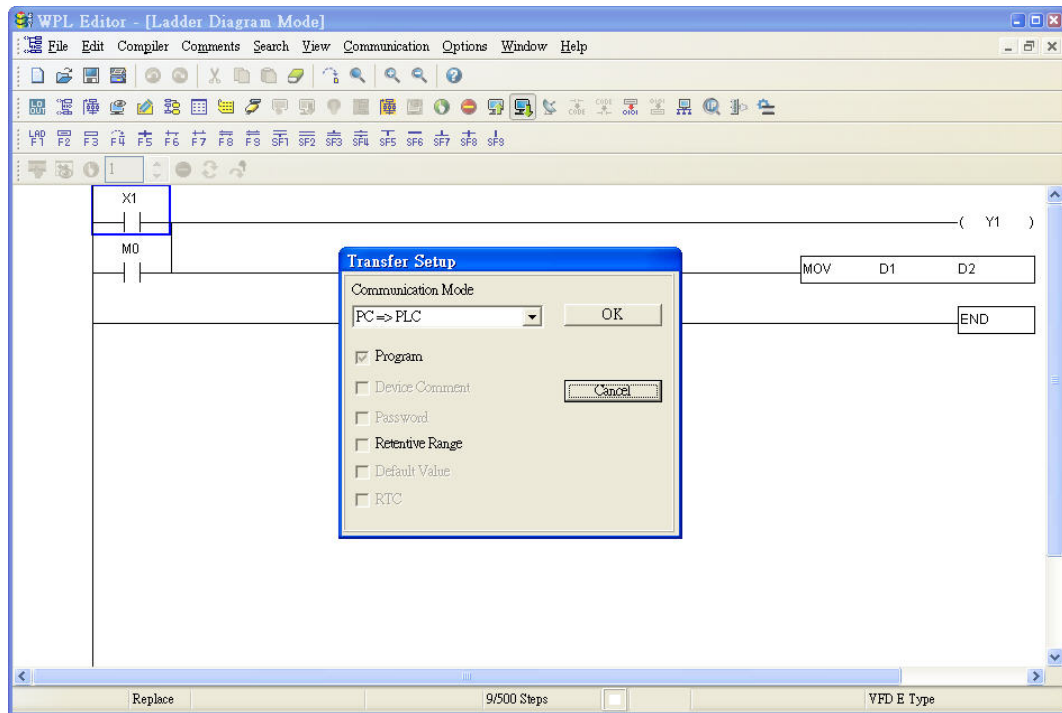 WPL Editor - [Ladder Diagram Mode]
File Edit Compiler Comments Search View Communication Options Window Help
LAD F1 F2 F3 F4 F5 F6 F7 F8 F9 SF1 SF2 SF3 SF4 SF5 SF6 SF7 SF8 SF9
1
X1
( Y1 )
M0
MOV D1 D2
END
Transfer Setup
Communication Mode
PC => PLC
OK
Program
Device Comment
Cancel
Password
Retentive Range
Default Value
RTC
Replace 9/500 Steps VFD E Type